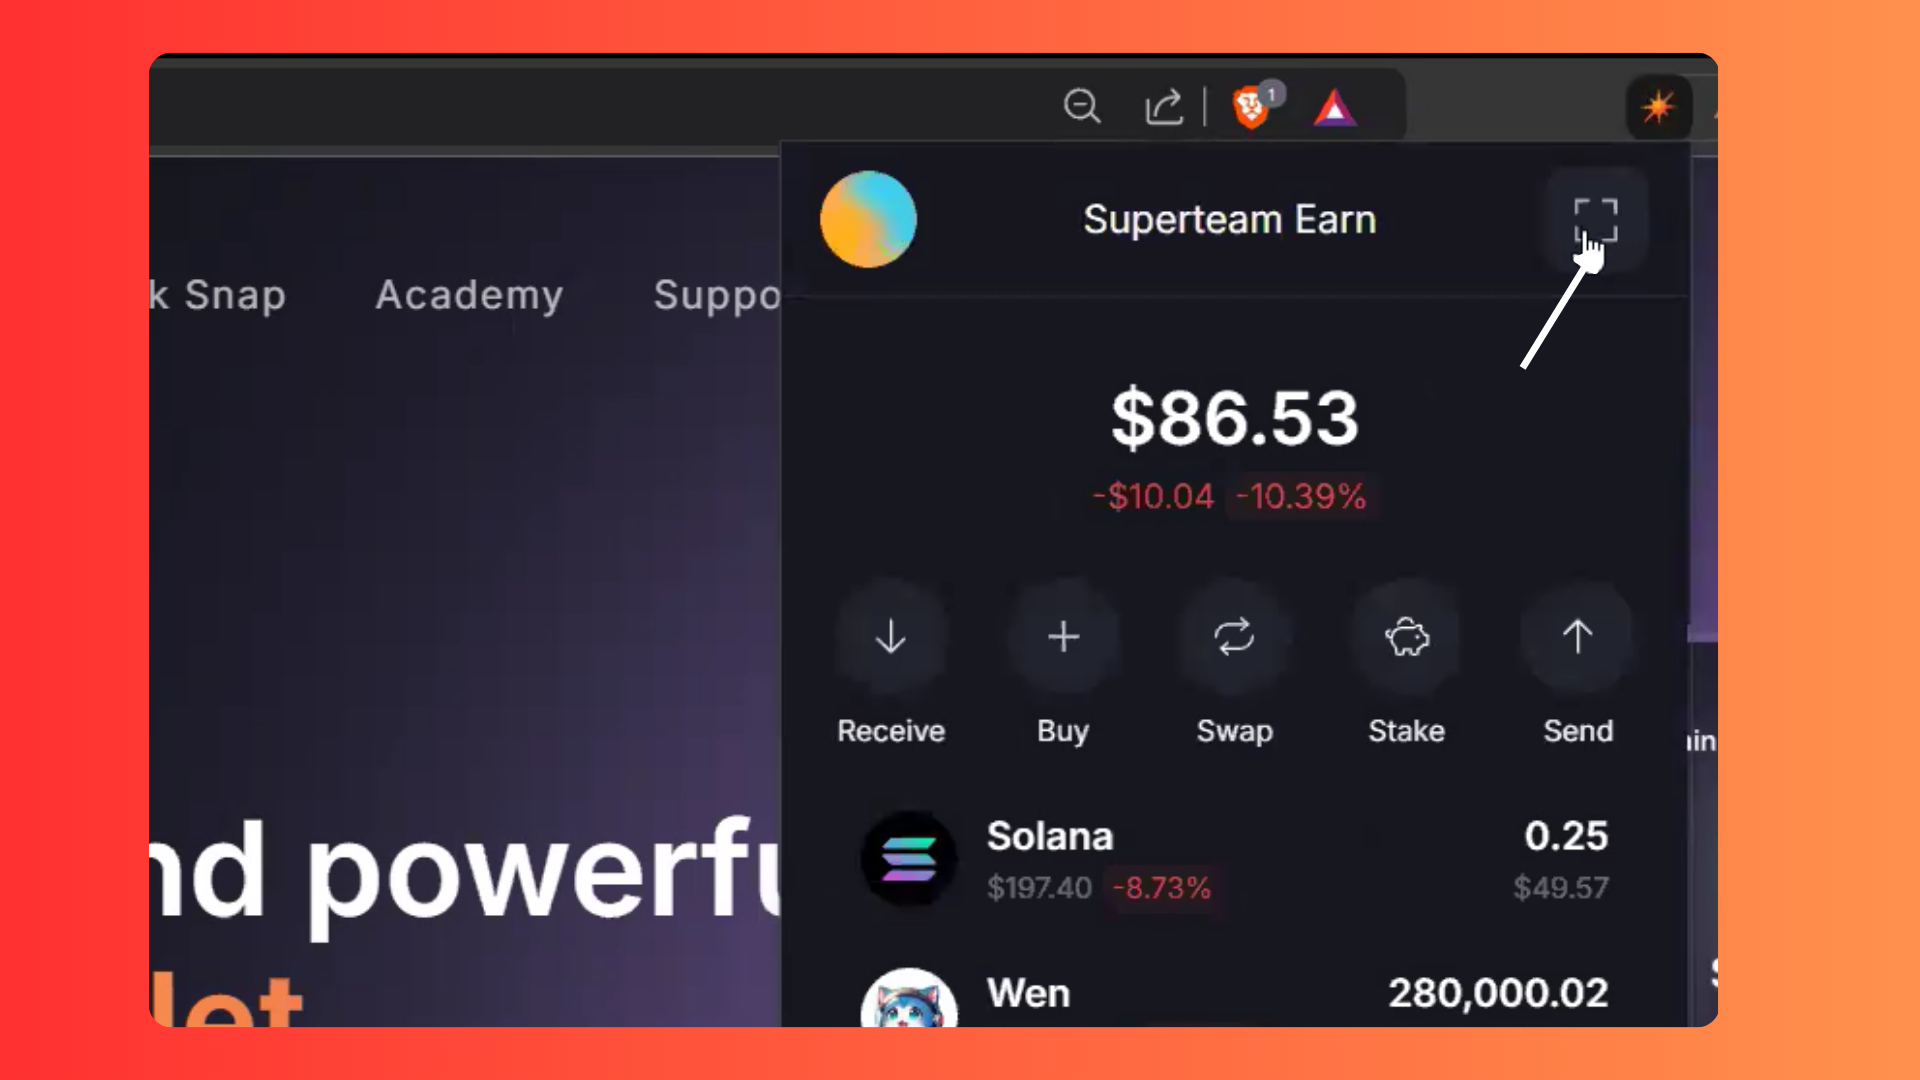 1
Superteam Earn
k Snap Academy Suppo
$86.53
-$10.04 -10.39%
Receive Buy Swap Stake Send
nd powerfu
let
Solana 0.25
$197.40 -8.73% $49.57
Wen 280,000.02